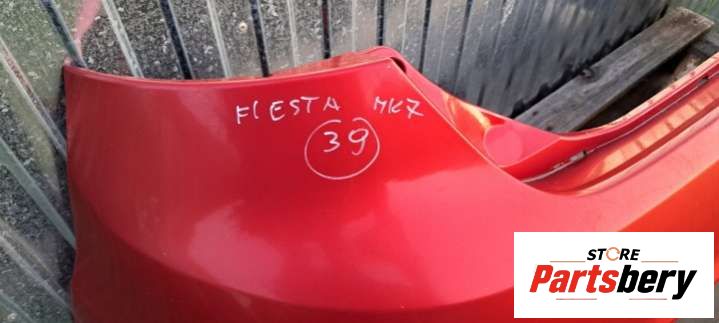 FIESTA MK7
39
STORE
Partsbery